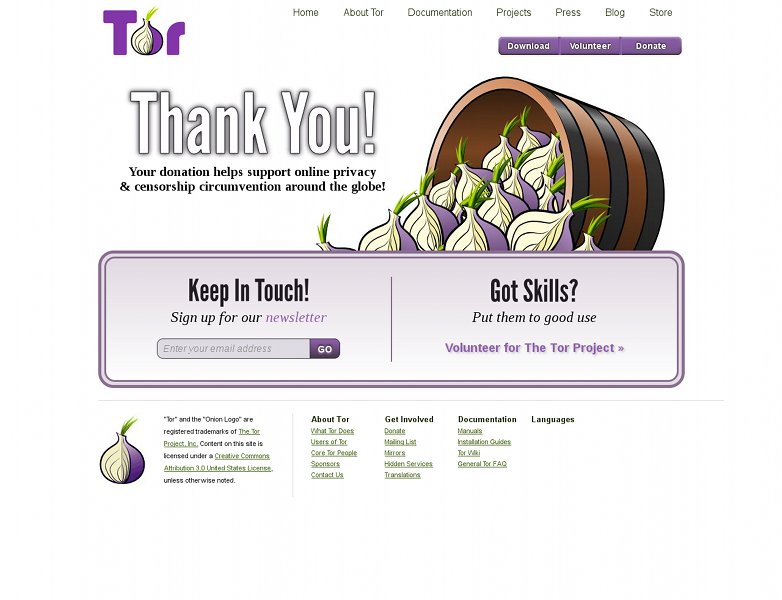 Tor
Home About Tor Documentation Projects Press Blog Store
Download Volunteer Donate
Thank You!
Your donation helps support online privacy
& censorship circumvention around the globe!
Keep In Touch!
Sign up for our newsletter
Enter your email address GO
Got Skills?
Put them to good use
Volunteer for The Tor Project »
"Tor" and the "Onion Logo" are
registered trademarks of The Tor
Project, Inc. Content on this site is
licensed under a Creative Commons
Attribution 3.0 United States License,
unless otherwise noted.
About Tor
What Tor Does
Users of Tor
Core Tor People
Sponsors
Contact Us
Get Involved
Donate
Mailing List
Mirrors
Hidden Services
Translations
Documentation
Manuals
Installation Guides
Tor Wiki
General Tor FAQ
Languages